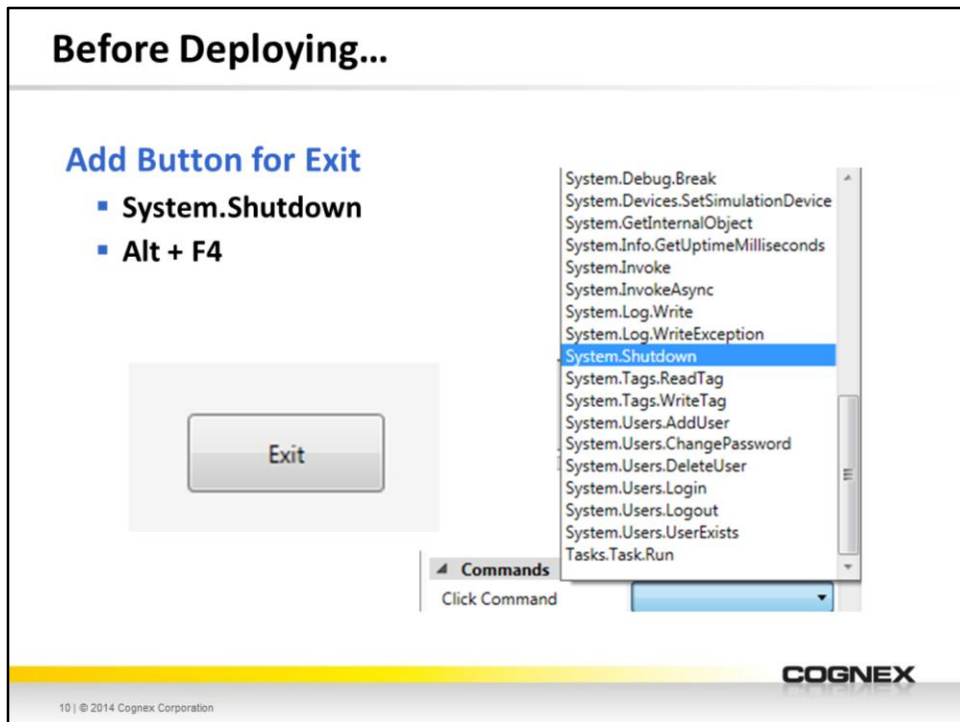 Before Deploying...
Add Button for Exit
System.Shutdown
Alt + F4
Exit
System.Debug.Break
System.Devices.SetSimulationDevice
System.GetInternalObject
System.Info.GetUptimeMilliseconds
System.Invoke
System.InvokeAsync
System.Log.Write
System.Log.WriteException
System.Shutdown
System.Tags.ReadTag
System.Tags.WriteTag
System.Users.AddUser
System.Users.ChangePassword
System.Users.DeleteUser
System.Users.Login
System.Users.Logout
System.Users.UserExists
Tasks.Task.Run
Commands
Click Command
COGNEX
10 | © 2014 Cognex Corporation